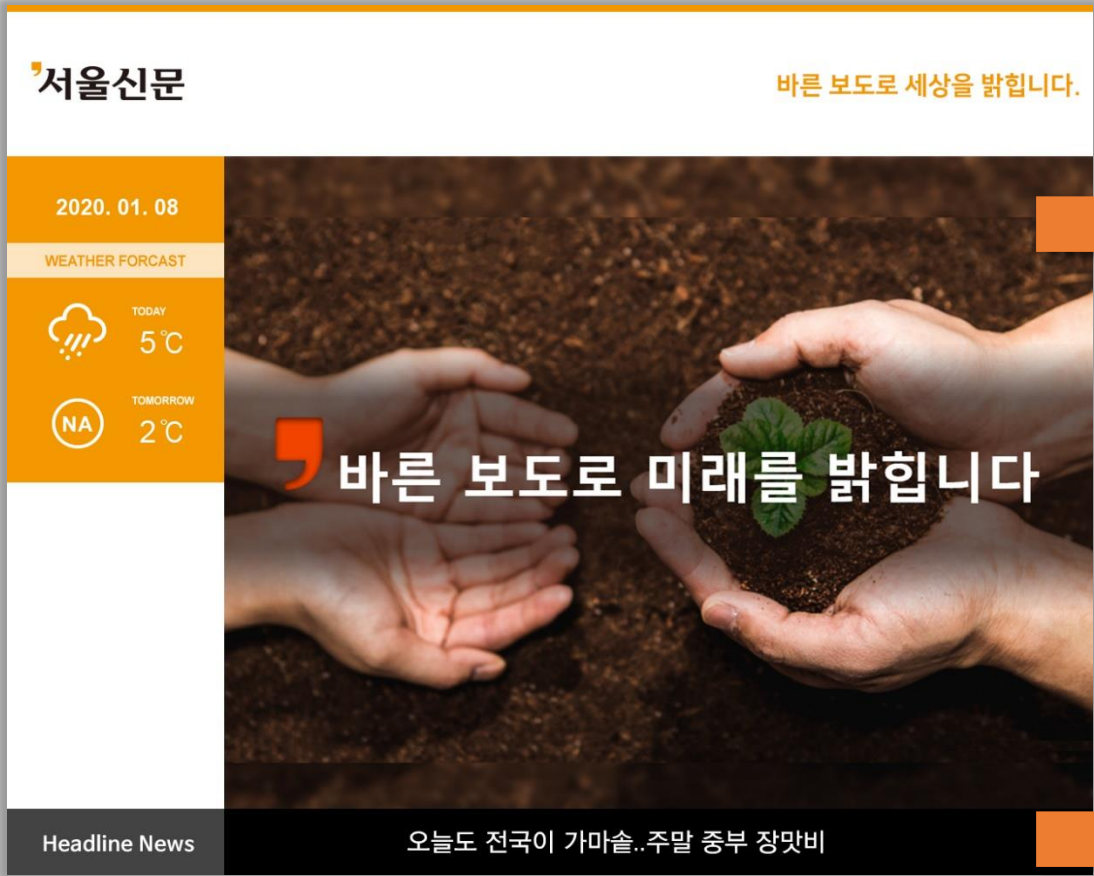 서울신문
바른 보도로 세상을 밝힙니다.
2020. 01. 08
WEATHER FORCAST
TODAY
5℃
NA
TOMORROW
2℃
바른 보도로 미래를 밝힙니다
Headline News
오늘도 전국이 가마솥..주말 중부 장맛비